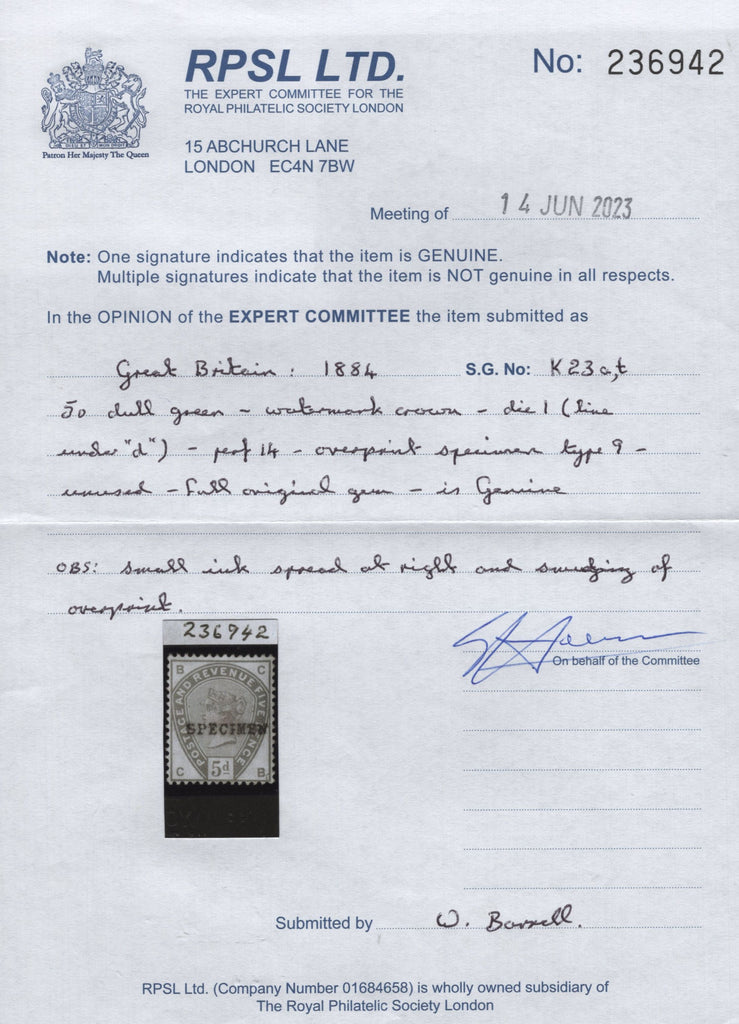 RPSL LTD.
THE EXPERT COMMITTEE FOR THE
ROYAL PHILATELIC SOCIETY LONDON
15 ABCHURCH LANE
LONDON EC4N 7BW
No: 236942
DIEU ET MON DROIT
Patron Her Majesty The Queen
Meeting of 14 JUN 2023
Note: One signature indicates that the item is GENUINE.
Multiple signatures indicate that the item is NOT genuine in all respects.
In the OPINION of the EXPERT COMMITTEE the item submitted as
Great Britain: 1884 S.G. No: K23a,t
5d dull green - watermark crown - die 1 (line
under "d") - perf 14 - overprint specimen type 9 -
unused - full original gum - is Genuine
OBS: small ink spread at right and smudging of
overprint.
236942
On behalf of the Committee
B C
POSTAGE AND REVENUE FIVE PENCE
SPECIMEN
C 5d B
Submitted by W. Barrell.
RPSL Ltd. (Company Number 01684658) is wholly owned subsidiary of
The Royal Philatelic Society London